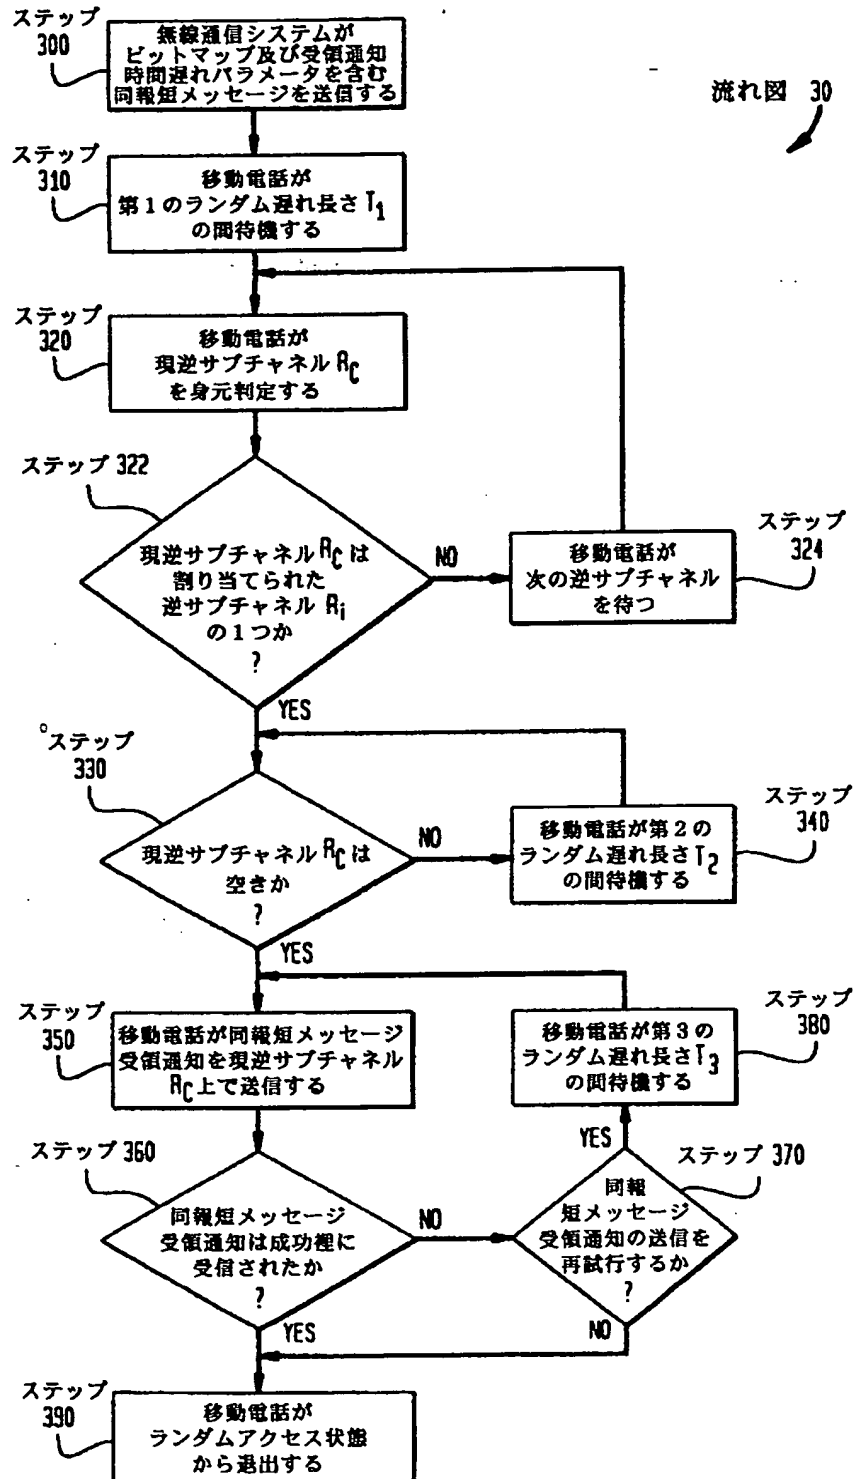 ステップ
300
無線通信システムが
ビットマップ及び受領通知
時間遅れパラメータを含む
同報短メッセージを送信する
流れ図 30
ステップ
310
移動電話が
第1のランダム遅れ長さT1
の間待機する
ステップ
320
移動電話が
現逆サブチャネル RC
を身元判定する
ステップ 322
現逆サブチャネル RCは
割り当てられた
逆サブチャネル Ri
の1つか
?
NO
YES
ステップ
324
移動電話が
次の逆サブチャネル
を待つ
ステップ
330
現逆サブチャネル RCは
空きか
?
NO
YES
ステップ
340
移動電話が第2の
ランダム遅れ長さT2
の間待機する
ステップ
350
移動電話が同報短メッセージ
受領通知を現逆サブチャネル
RC上で送信する
ステップ
380
移動電話が第3の
ランダム遅れ長さT3
の間待機する
ステップ 360
同報短メッセージ
受領通知は成功裡に
受信されたか
?
NO
YES
ステップ 370
同報
短メッセージ
受領通知の送信を
再試行するか
?
YES
NO
ステップ
390
移動電話が
ランダムアクセス状態
から退出する